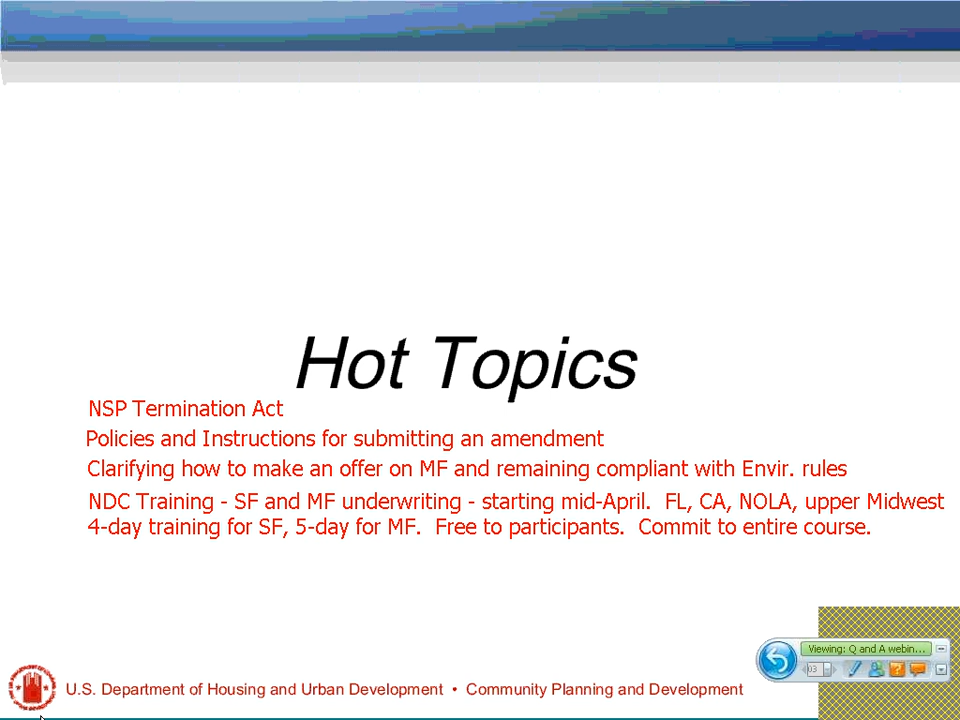 Hot Topics
NSP Termination Act
Policies and Instructions for submitting an amendment
Clarifying how to make an offer on MF and remaining compliant with Envir. rules
NDC Training - SF and MF underwriting - starting mid-April.  FL, CA, NOLA, upper Midwest
4-day training for SF, 5-day for MF.  Free to participants.  Commit to entire course.
Viewing: Q and A webin...
03
U.S. Department of Housing and Urban Development • Community Planning and Development